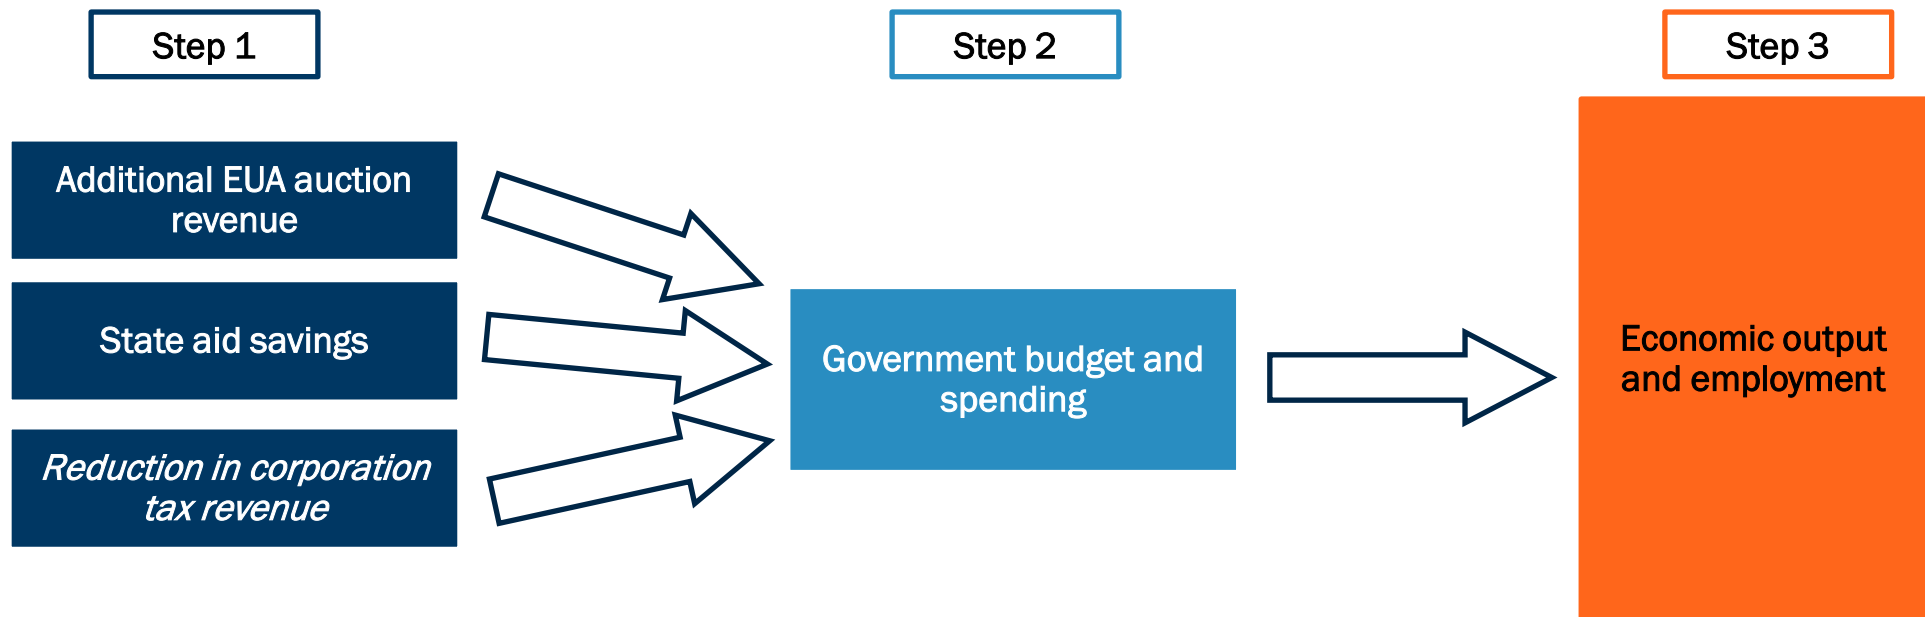 Step 1
Step 2
Step 3
Additional EUA auction
revenue
State aid savings
Reduction in corporation
tax revenue
Government budget and
spending
Economic output
and employment